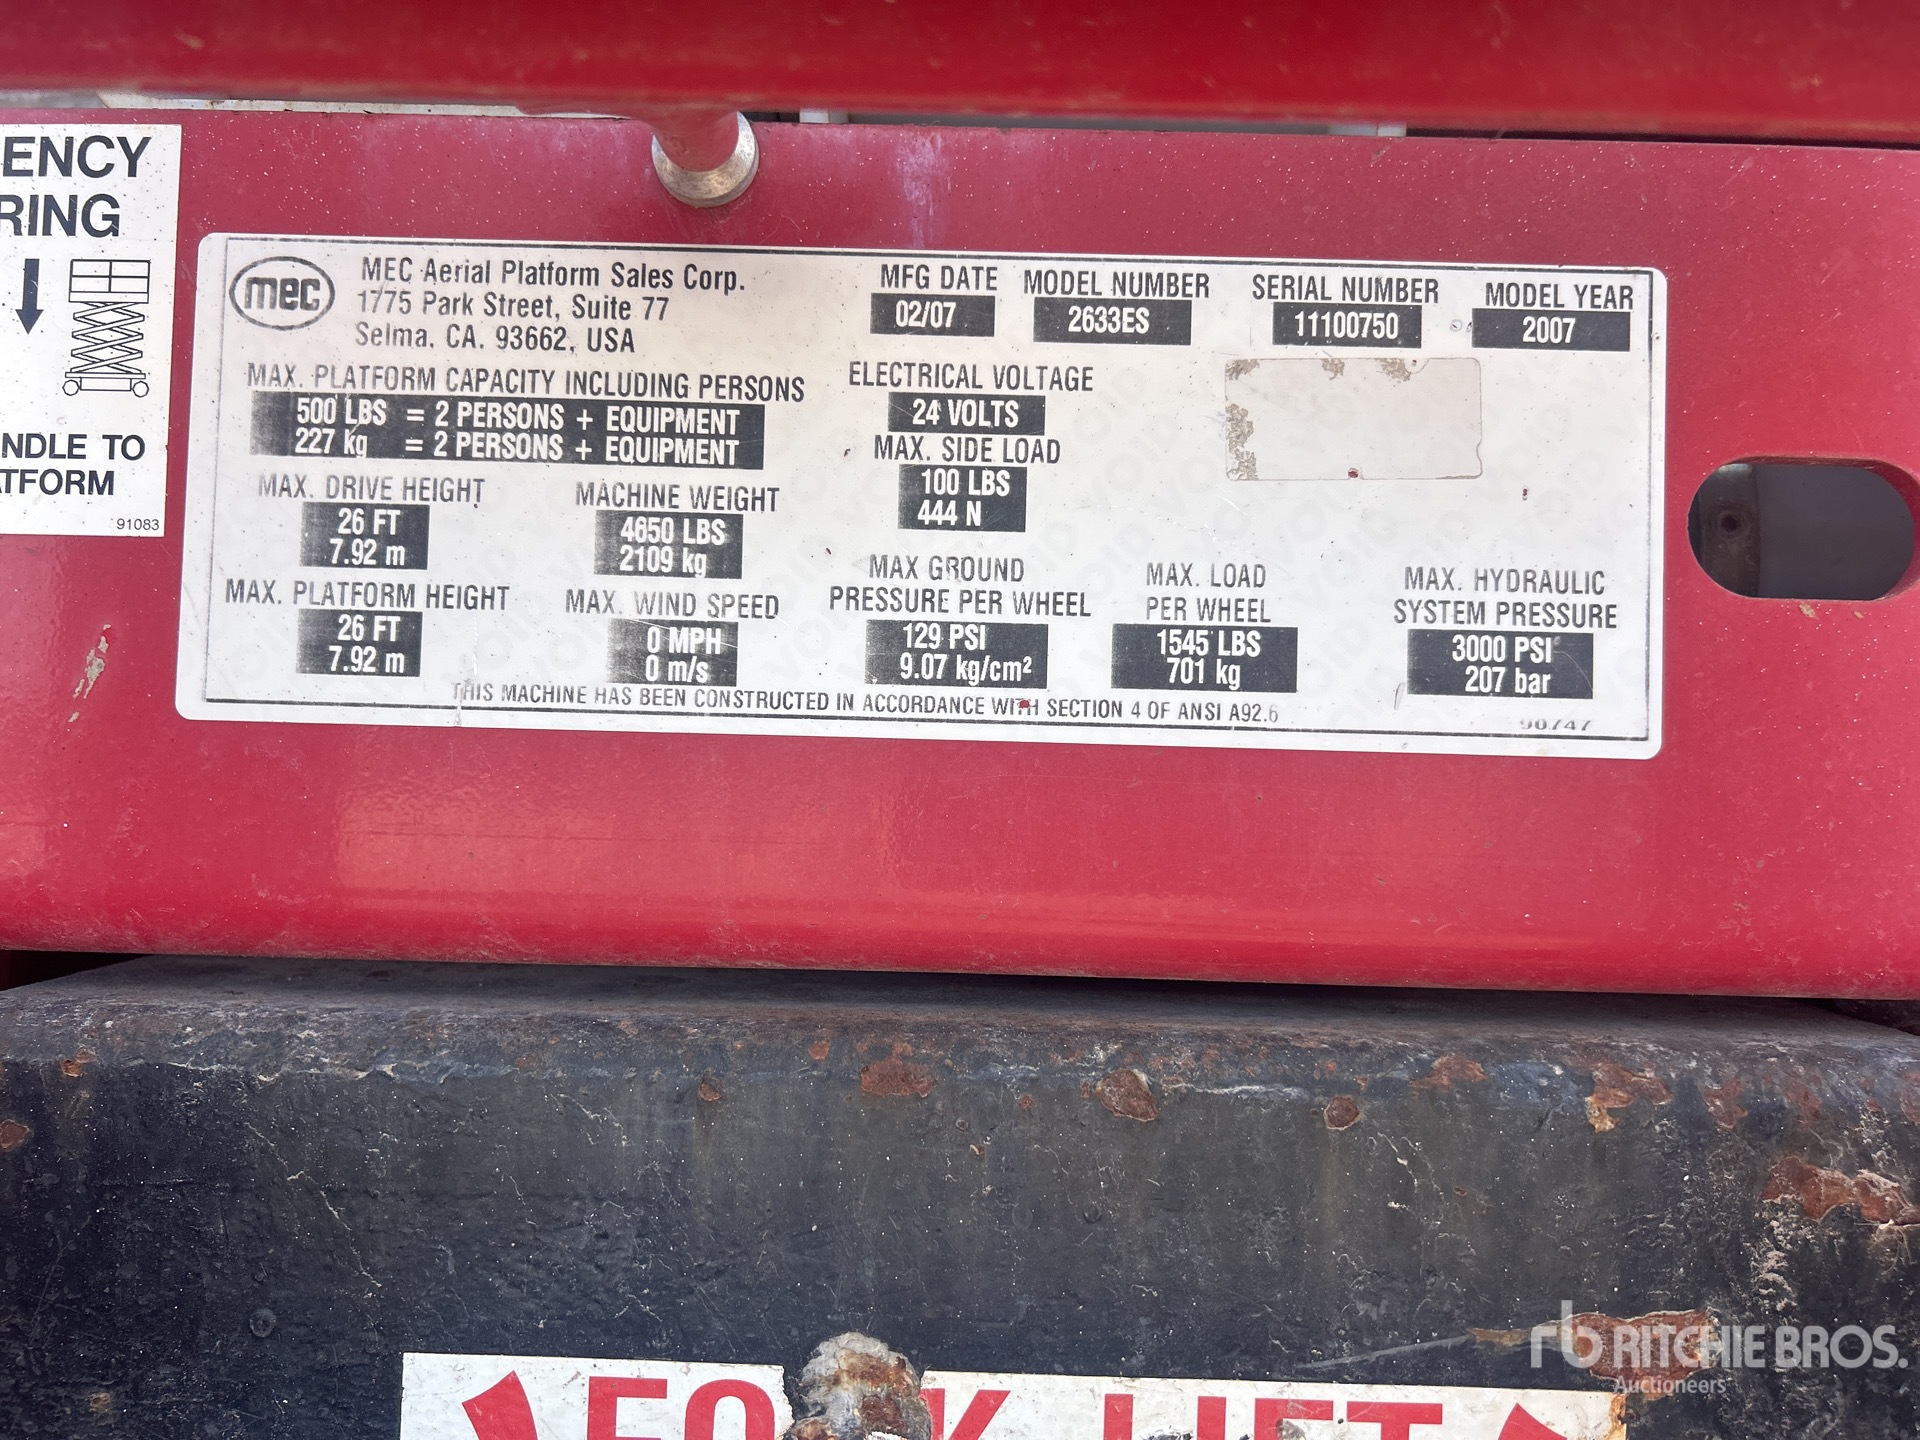 ENCY
RING
NDLE TO
TFORM
91083
mec
MEC Aerial Platform Sales Corp.
1775 Park Street, Suite 77
Selma, CA. 93662, USA
MFG DATE
02/07
MODEL NUMBER
2633ES
SERIAL NUMBER
11100750
MODEL YEAR
2007
MAX. PLATFORM CAPACITY INCLUDING PERSONS
500 LBS = 2 PERSONS + EQUIPMENT
227 kg = 2 PERSONS + EQUIPMENT
ELECTRICAL VOLTAGE
24 VOLTS
MAX. SIDE LOAD
100 LBS
444 N
MAX. DRIVE HEIGHT
26 FT
7.92 m
MACHINE WEIGHT
4650 LBS
2109 kg
MAX. PLATFORM HEIGHT
26 FT
7.92 m
MAX. WIND SPEED
0 MPH
0 m/s
MAX GROUND
PRESSURE PER WHEEL
129 PSI
9.07 kg/cm²
MAX. LOAD
PER WHEEL
1545 LBS
701 kg
MAX. HYDRAULIC
SYSTEM PRESSURE
3000 PSI
207 bar
THIS MACHINE HAS BEEN CONSTRUCTED IN ACCORDANCE WITH SECTION 4 OF ANSI A92.6
90747
rb RITCHIE BROS.
Auctioneers
FO K LIFT